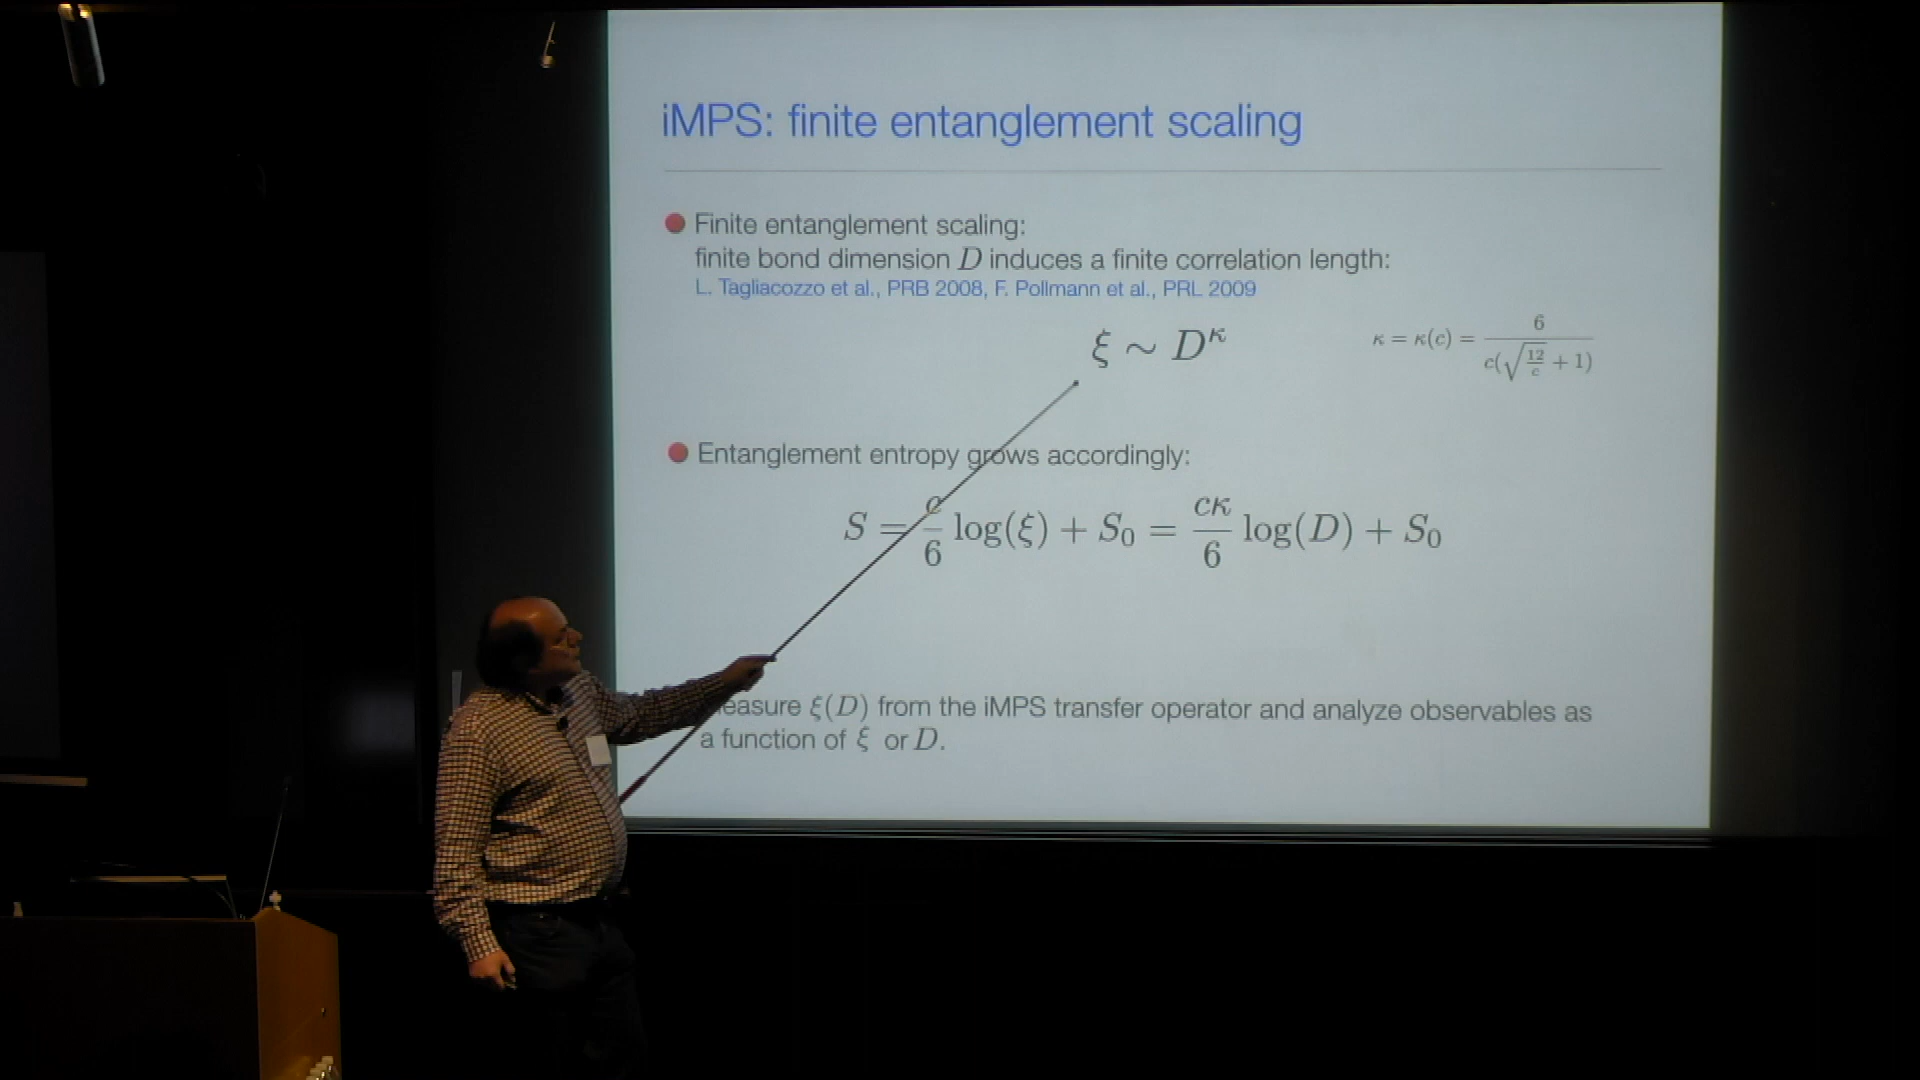 iMPS: finite entanglement scaling
Finite entanglement scaling:
finite bond dimension D induces a finite correlation length:
L. Tagliacozzo et al., PRB 2008, F. Pollmann et al., PRL 2009
ξ ∼ D^κ
κ = κ(c) = 6 / c(√(12/c) + 1)
Entanglement entropy grows accordingly:
S = c/6 log(ξ) + S₀ = cκ/6 log(D) + S₀
ξ(D) from the iMPS transfer operator and analyze observables as
a function of ξ or D.